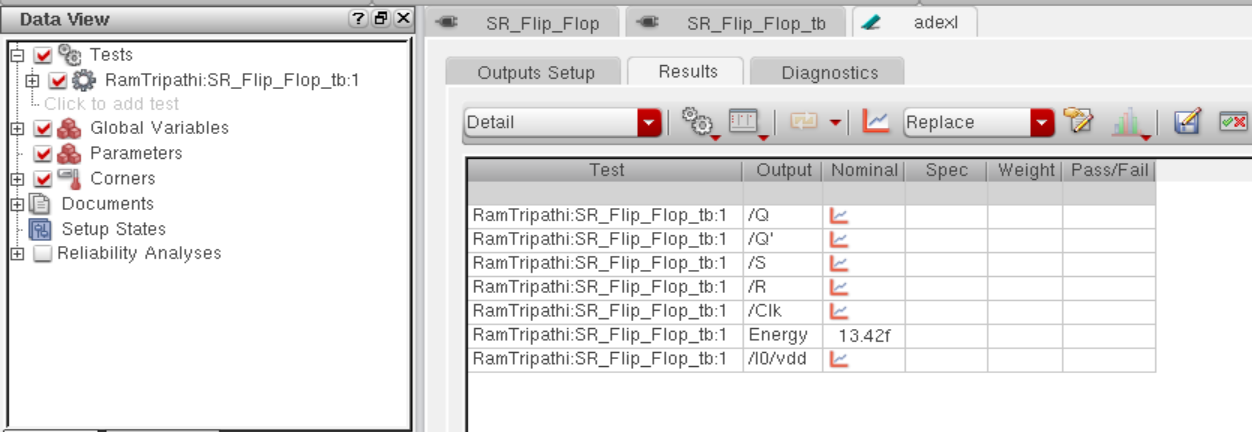 Data View
? X
Tests
RamTripathi:SR_Flip_Flop_tb:1
Click to add test
Global Variables
Parameters
Corners
Documents
Setup States
Reliability Analyses
SR_Flip_Flop SR_Flip_Flop_tb adexl
Outputs Setup Results Diagnostics
Detail Replace
Test Output Nominal Spec Weight Pass/Fail
RamTripathi:SR_Flip_Flop_tb:1 /Q
RamTripathi:SR_Flip_Flop_tb:1 /Q'
RamTripathi:SR_Flip_Flop_tb:1 /S
RamTripathi:SR_Flip_Flop_tb:1 /R
RamTripathi:SR_Flip_Flop_tb:1 /Clk
RamTripathi:SR_Flip_Flop_tb:1 Energy 13.42f
RamTripathi:SR_Flip_Flop_tb:1 /I0/vdd